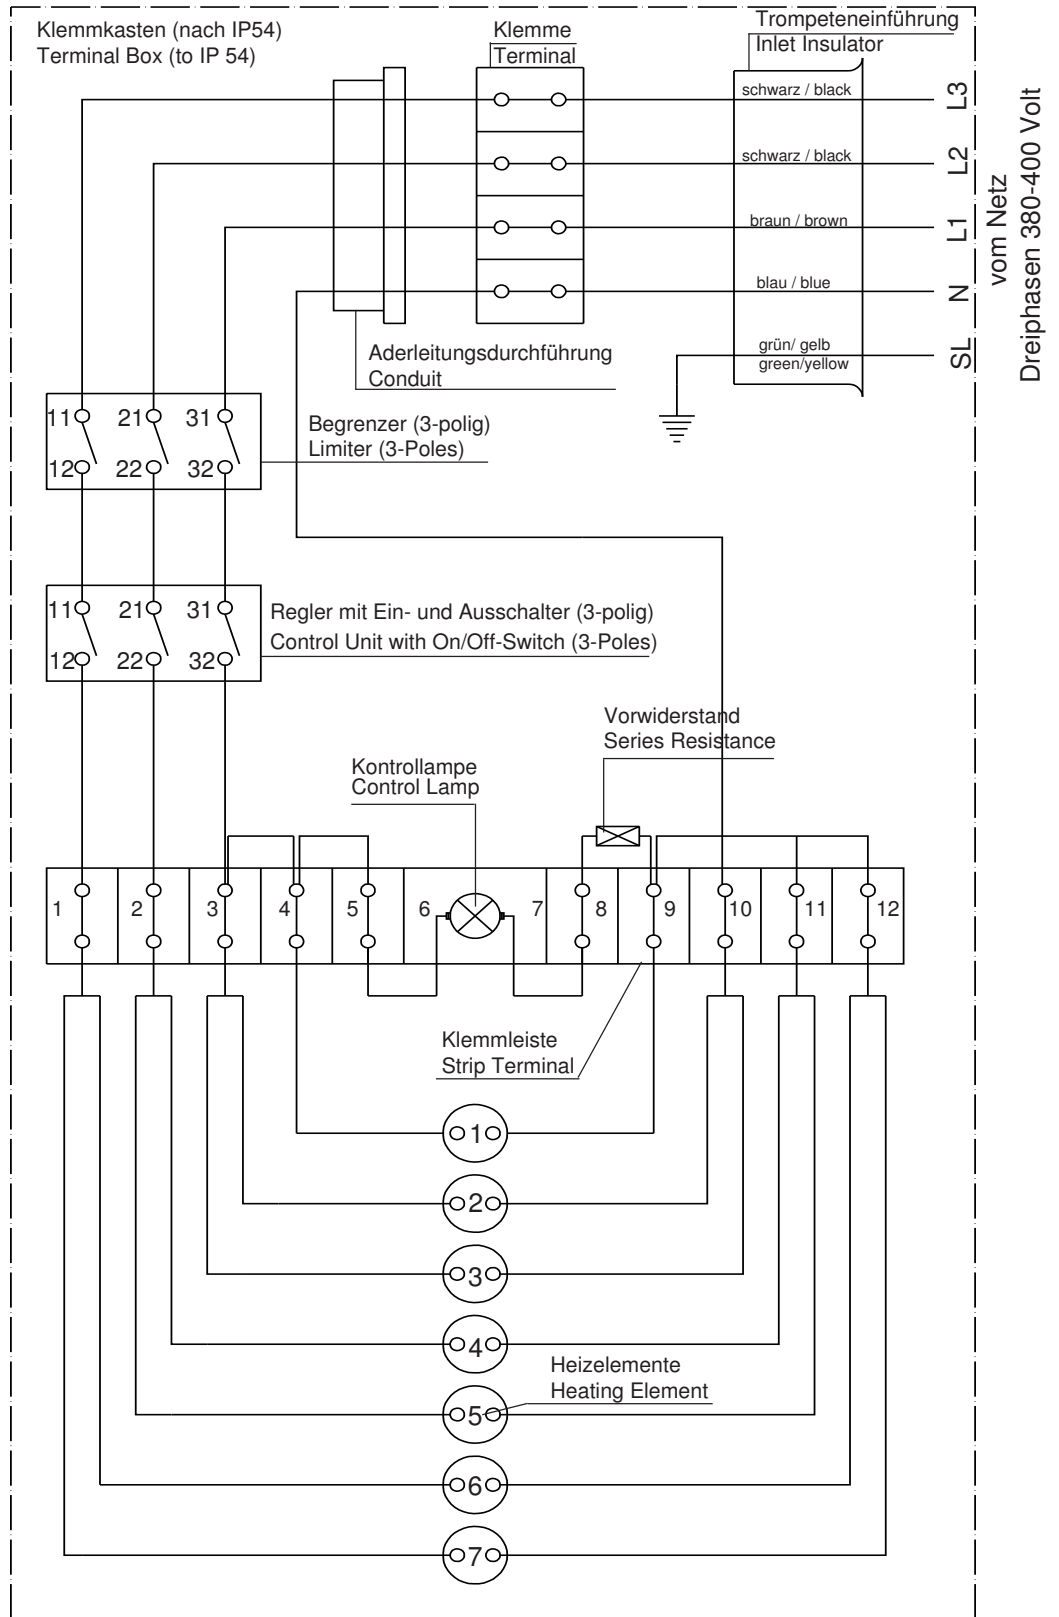 Klemmkasten (nach IP54)
Terminal Box (to IP 54)
Klemme
Terminal
Trompeteneinführung
Inlet Insulator
schwarz / black
L3
schwarz / black
L2
braun / brown
L1
blau / blue
N
grün/ gelb
green/yellow
SL
vom Netz
Dreiphasen 380-400 Volt
Aderleitungsdurchführung
Conduit
11 21 31
12 22 32
Begrenzer (3-polig)
Limiter (3-Poles)
11 21 31
12 22 32
Regler mit Ein- und Ausschalter (3-polig)
Control Unit with On/Off-Switch (3-Poles)
Vorwiderstand
Series Resistance
Kontrollampe
Control Lamp
1 2 3 4 5 6 7 8 9 10 11 12
Klemmleiste
Strip Terminal
1
2
3
4
Heizelemente
Heating Element
5
6
7